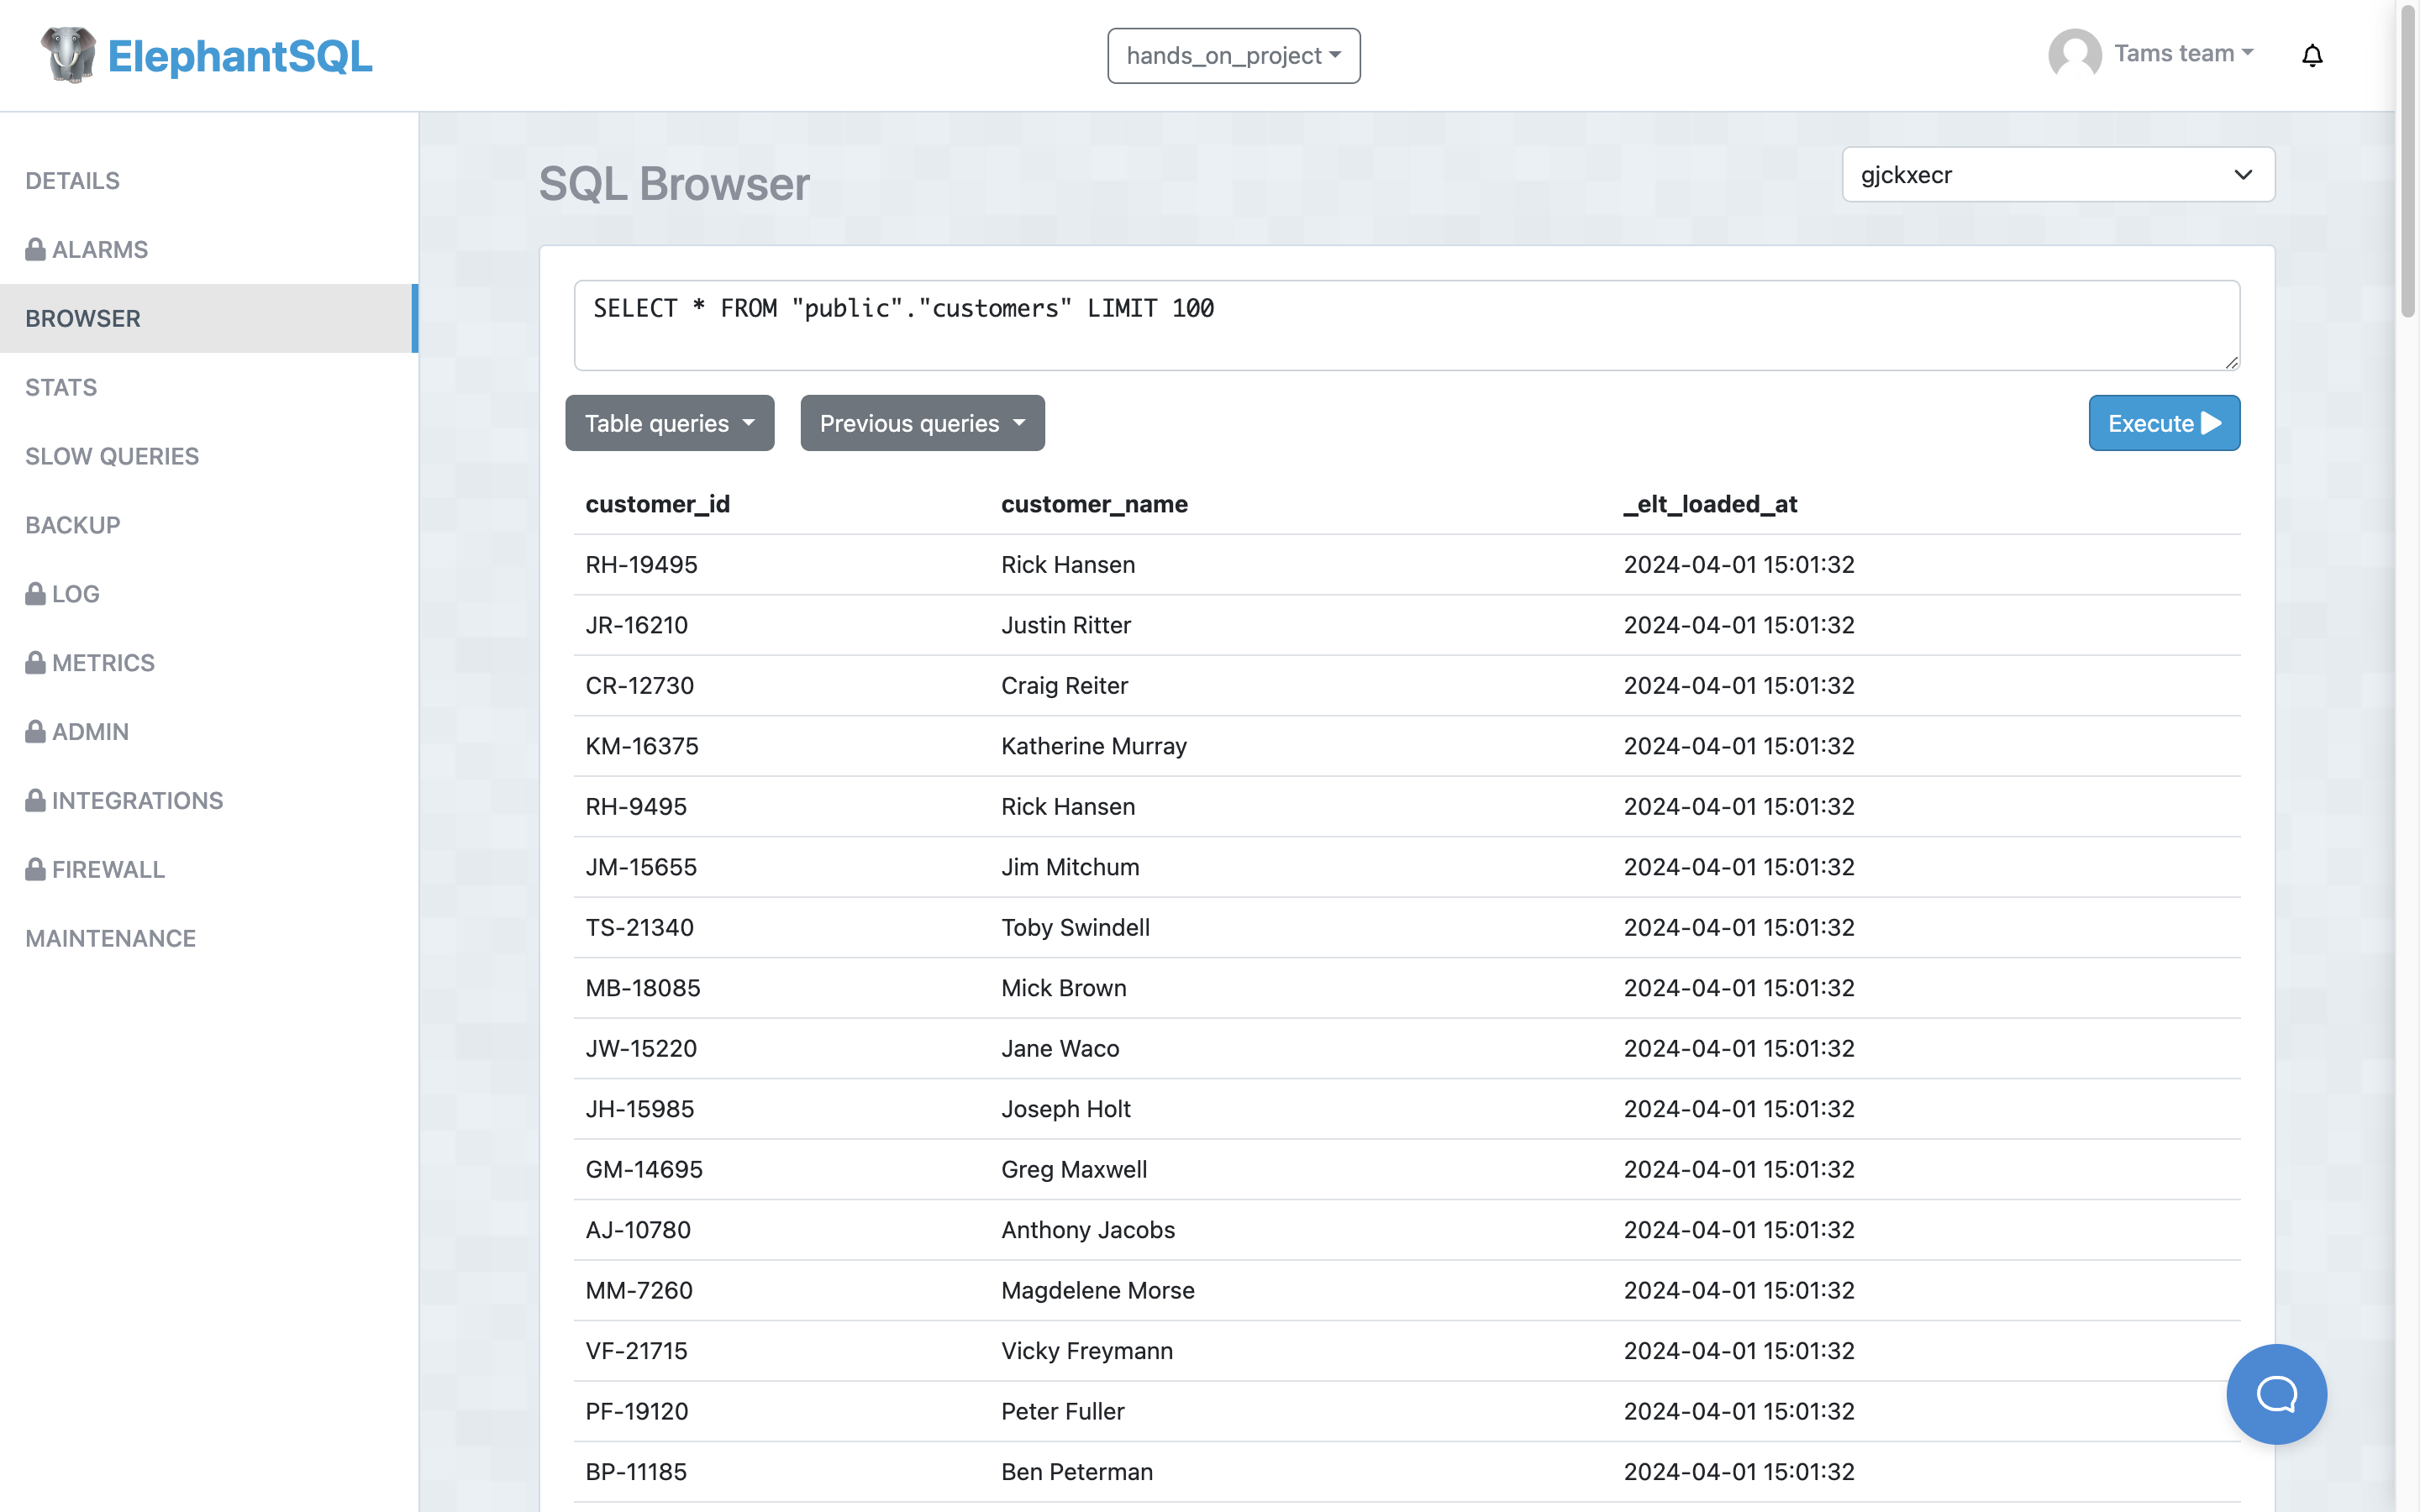 ElephantSQL
hands_on_project
Tams team
DETAILS
ALARMS
BROWSER
STATS
SLOW QUERIES
BACKUP
LOG
METRICS
ADMIN
INTEGRATIONS
FIREWALL
MAINTENANCE
SQL Browser
gjckxecr
SELECT * FROM "public"."customers" LIMIT 100
Table queries
Previous queries
Execute
customer_id customer_name _elt_loaded_at
RH-19495 Rick Hansen 2024-04-01 15:01:32
JR-16210 Justin Ritter 2024-04-01 15:01:32
CR-12730 Craig Reiter 2024-04-01 15:01:32
KM-16375 Katherine Murray 2024-04-01 15:01:32
RH-9495 Rick Hansen 2024-04-01 15:01:32
JM-15655 Jim Mitchum 2024-04-01 15:01:32
TS-21340 Toby Swindell 2024-04-01 15:01:32
MB-18085 Mick Brown 2024-04-01 15:01:32
JW-15220 Jane Waco 2024-04-01 15:01:32
JH-15985 Joseph Holt 2024-04-01 15:01:32
GM-14695 Greg Maxwell 2024-04-01 15:01:32
AJ-10780 Anthony Jacobs 2024-04-01 15:01:32
MM-7260 Magdelene Morse 2024-04-01 15:01:32
VF-21715 Vicky Freymann 2024-04-01 15:01:32
PF-19120 Peter Fuller 2024-04-01 15:01:32
BP-11185 Ben Peterman 2024-04-01 15:01:32